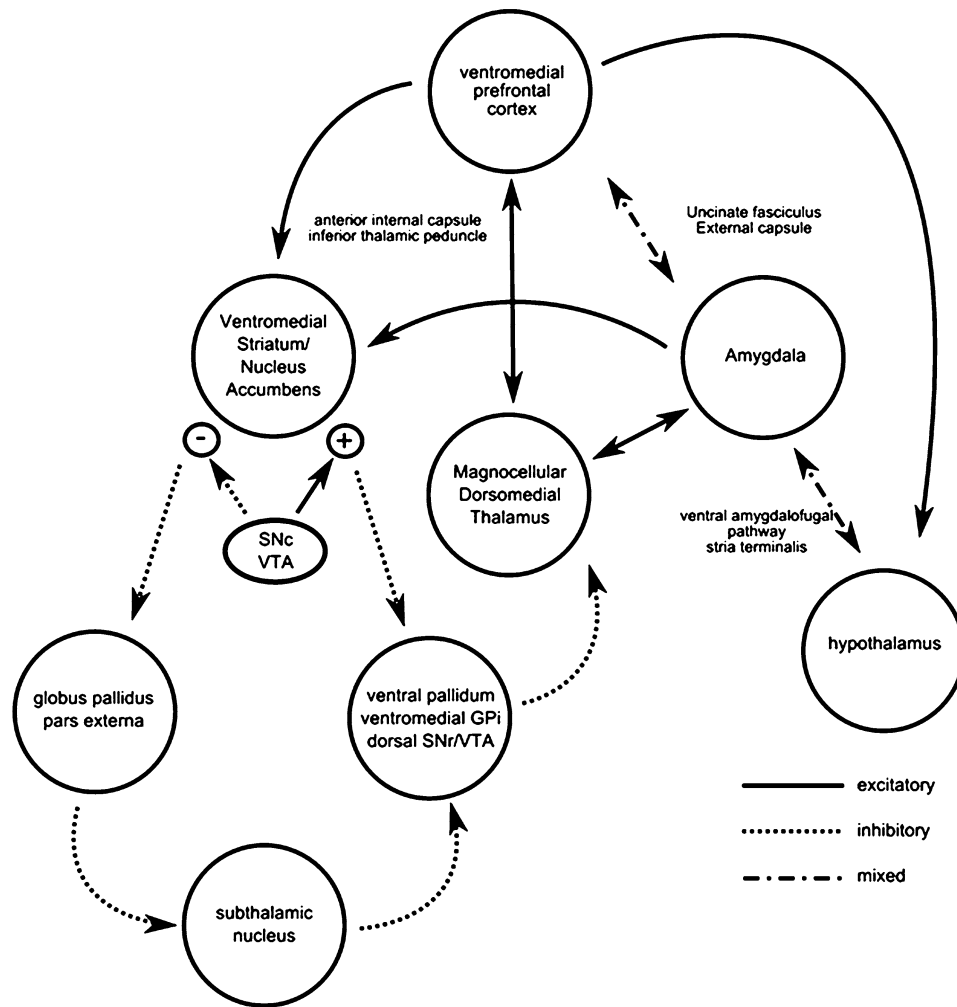 ventromedial
prefrontal
cortex
anterior internal capsule
inferior thalamic peduncle
Uncinate fasciculus
External capsule
Ventromedial
Striatum/
Nucleus
Accumbens
Amygdala
-
+
Magnocellular
Dorsomedial
Thalamus
SNc
VTA
ventral amygdalofugal
pathway
stria terminalis
hypothalamus
globus pallidus
pars externa
ventral pallidum
ventromedial GPi
dorsal SNr/VTA
subthalamic
nucleus
excitatory
inhibitory
mixed